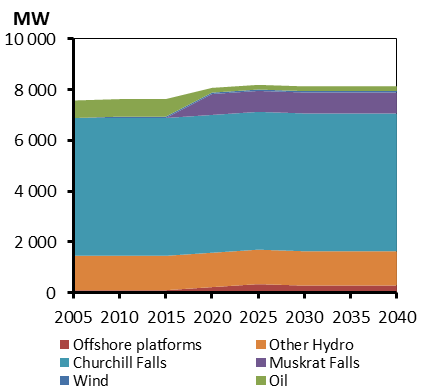 MW
10 000
8 000
6 000
4 000
2 000
0
2005 2010 2015 2020 2025 2030 2035 2040
Offshore platforms Other Hydro
Churchill Falls Muskrat Falls
Wind Oil